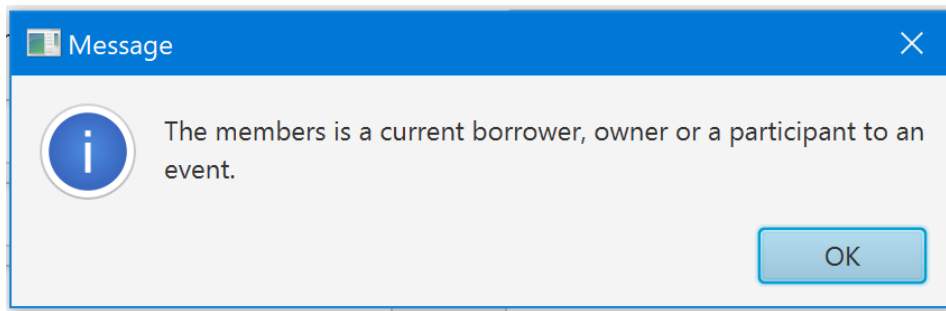 Message
The members is a current borrower, owner or a participant to an
event.
OK